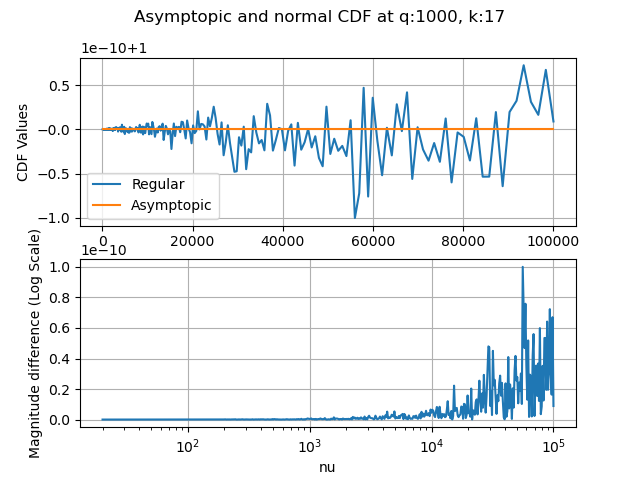 Asymptopic and normal CDF at q:1000, k:17
1e−10+1
CDF Values
0.5
−0.0
−0.5
−1.0
Regular
Asymptopic
0 20000 40000 60000 80000 100000
1e−10
Magnitude difference (Log Scale)
1.0
0.8
0.6
0.4
0.2
0.0
10² 10³ 10⁴ 10⁵
nu